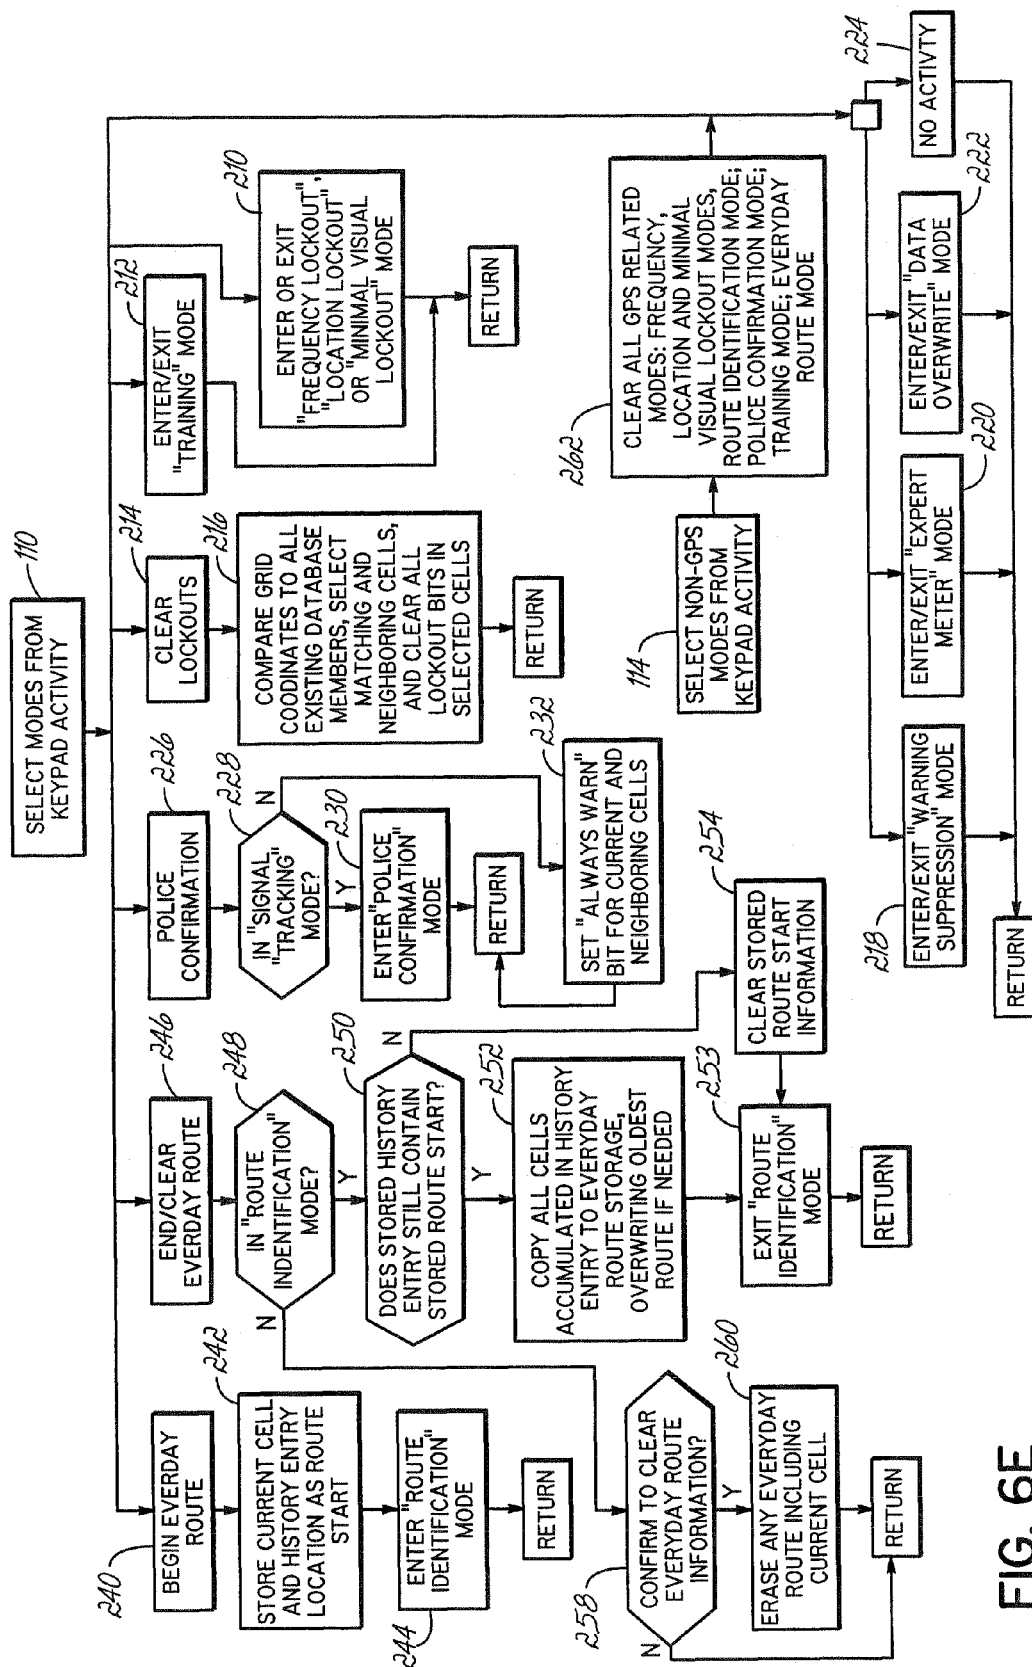 110
SELECT MODES FROM
KEYPAD ACTIVITY
240
BEGIN EVERDAY
ROUTE
242
STORE CURRENT CELL
AND HISTORY ENTRY
LOCATION AS ROUTE
START
244
ENTER "ROUTE
IDENTIFICATION"
MODE
RETURN
246
END/CLEAR
EVERDAY ROUTE
248
IN "ROUTE
INDENTIFICATION"
MODE?
N
Y
250
DOES STORED HISTORY
ENTRY STILL CONTAIN
STORED ROUTE START?
N
Y
252
COPY ALL CELLS
ACCUMULATED IN HISTORY
ENTRY TO EVERYDAY
ROUTE STORAGE,
OVERWRITING OLDEST
ROUTE IF NEEDED
253
EXIT "ROUTE
IDENTIFICATION"
MODE
RETURN
254
CLEAR STORED
ROUTE START
INFORMATION
258
CONFIRM TO CLEAR
EVERYDAY ROUTE
INFORMATION?
N
Y
260
ERASE ANY EVERYDAY
ROUTE INCLUDING
CURRENT CELL
RETURN
226
POLICE
CONFIRMATION
228
IN "SIGNAL
"TRACKING"
MODE?
N
Y
230
ENTER"POLICE
CONFIRMATION"
MODE
RETURN
232
SET "ALWAYS WARN"
BIT FOR CURRENT AND
NEIGHBORING CELLS
214
CLEAR
LOCKOUTS
216
COMPARE GRID
COODINATES TO ALL
EXISTING DATABASE
MEMBERS, SELECT
MATCHING AND
NEIGHBORING CELLS,
AND CLEAR ALL
LOCKOUT BITS IN
SELECTED CELLS
RETURN
212
ENTER/EXIT
"TRAINING" MODE
210
ENTER OR EXIT
"FREQUENCY LOCKOUT",
"LOCATION LOCKOUT"
OR "MINIMAL VISUAL
LOCKOUT" MODE
RETURN
114
SELECT NON-GPS
MODES FROM
KEYPAD ACTIVITY
262
CLEAR ALL GPS RELATED
MODES: FREQUENCY,
LOCATION AND MINIMAL
VISUAL LOCKOUT MODES,
ROUTE IDENTIFICATION MODE;
POLICE CONFIRMATION MODE;
TRAINING MODE; EVERYDAY
ROUTE MODE
218
ENTER/EXIT "WARNING
SUPPRESSION" MODE
220
ENTER/EXIT "EXPERT
METER" MODE
222
ENTER/EXIT "DATA
OVERWRITE" MODE
224
NO ACTIVTY
RETURN
FIG. 6E